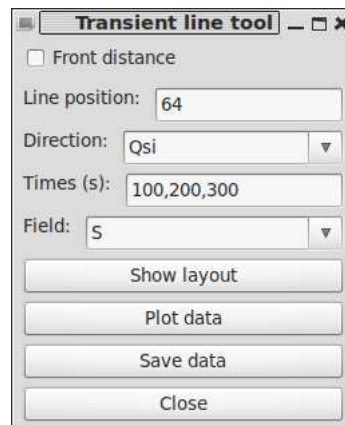 Transient line tool
Front distance
Line position: 64
Direction: Qsi
Times (s): 100,200,300
Field: S
Show layout
Plot data
Save data
Close